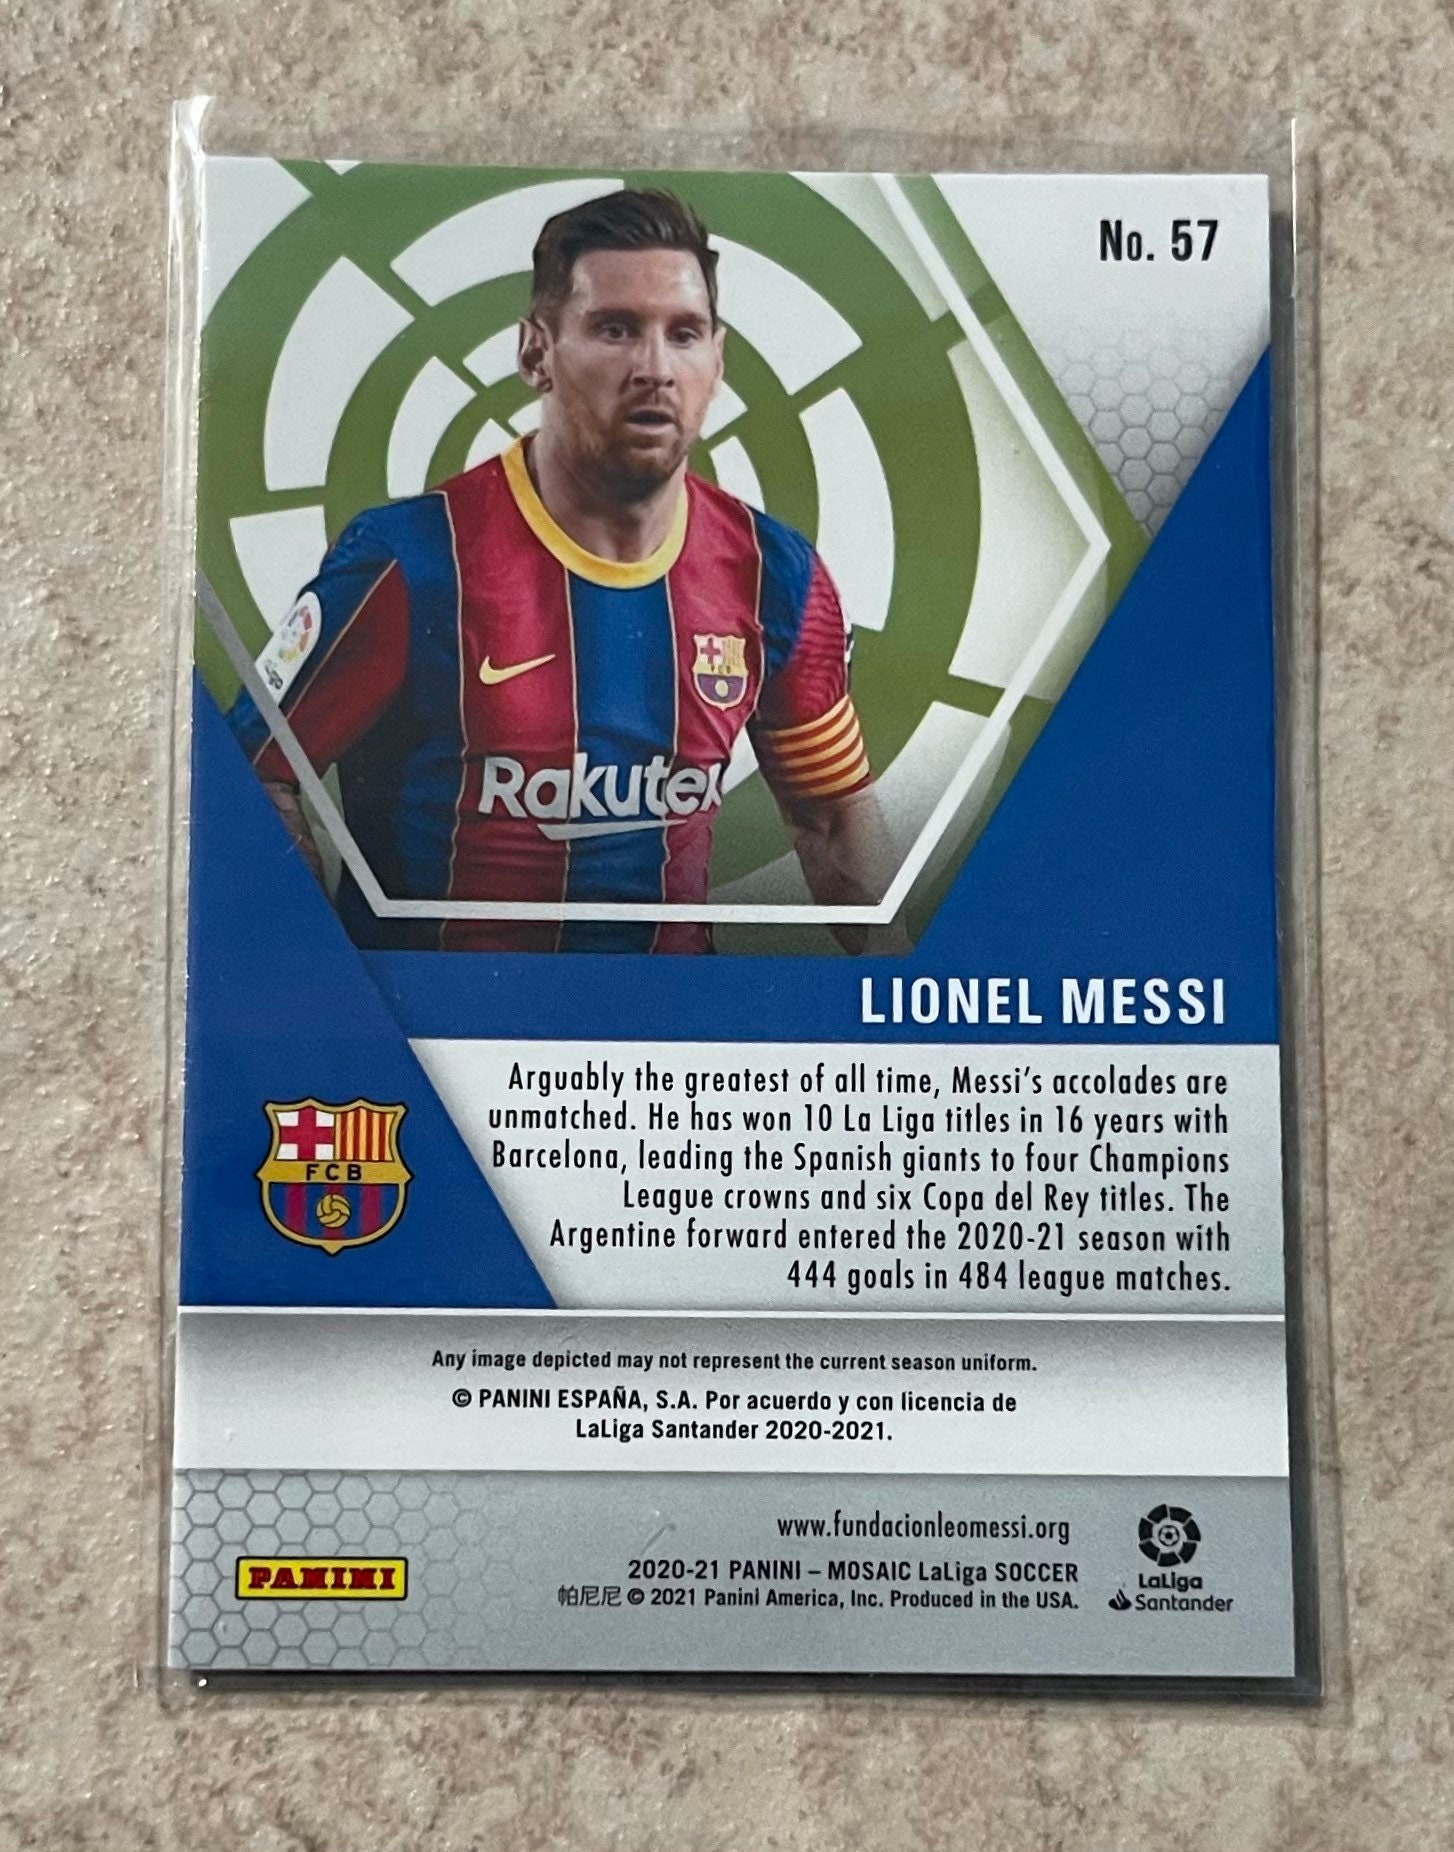 No. 57
Rakuten
FCB
LIONEL MESSI
Arguably the greatest of all time, Messi's accolades are
unmatched. He has won 10 La Liga titles in 16 years with
Barcelona, leading the Spanish giants to four Champions
League crowns and six Copa del Rey titles. The
Argentine forward entered the 2020-21 season with
444 goals in 484 league matches.
FCB
Any image depicted may not represent the current season uniform.
© PANINI ESPAÑA, S.A. Por acuerdo y con licencia de
LaLiga Santander 2020-2021.
www.fundacionleomessi.org
2020-21 PANINI – MOSAIC LaLiga SOCCER
帕尼尼 © 2021 Panini America, Inc. Produced in the USA.
PANINI
LaLiga
Santander